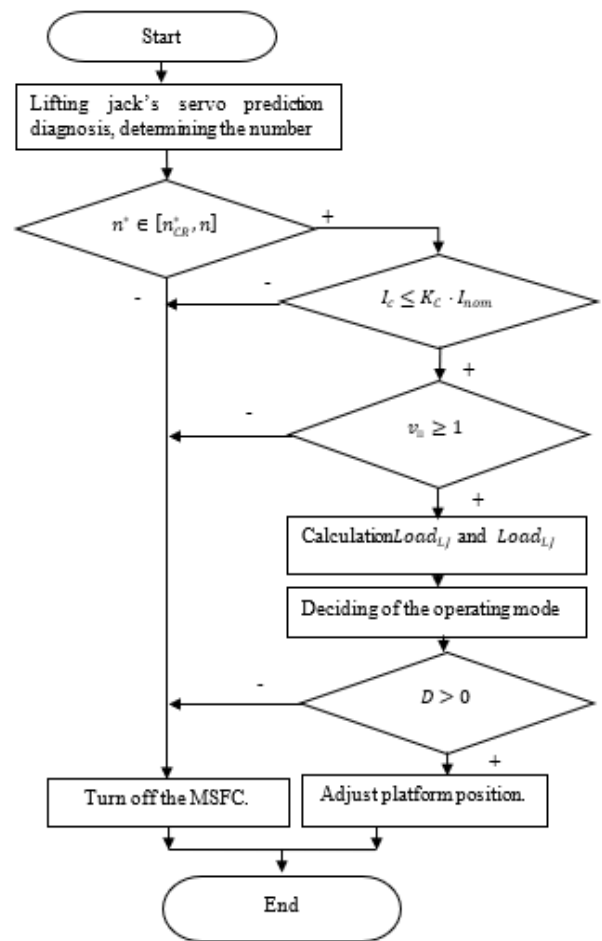 Start
Lifting jack's servo prediction
diagnosis, determining the number
n* ∈ [n*CR, n]
+
-
-
Ic ≤ KC · Inom
+
-
≥ 1
+
CalculationLoadLJ and LoadLJ
Deciding of the operating mode
-
D > 0
+
Turn off the MSFC.
Adjust platform position.
End